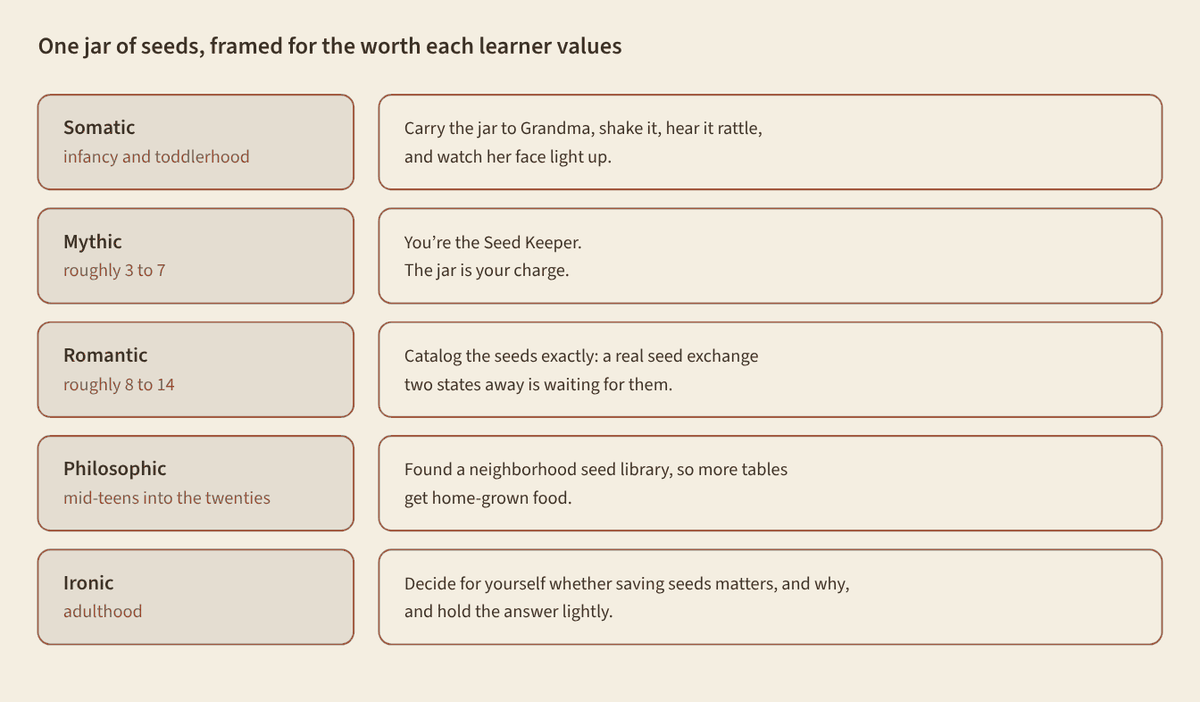 One jar of seeds, framed for the worth each learner values
Somatic
infancy and toddlerhood
Carry the jar to Grandma, shake it, hear it rattle,
and watch her face light up.
Mythic
roughly 3 to 7
You’re the Seed Keeper.
The jar is your charge.
Romantic
roughly 8 to 14
Catalog the seeds exactly: a real seed exchange
two states away is waiting for them.
Philosophic
mid-teens into the twenties
Found a neighborhood seed library, so more tables
get home-grown food.
Ironic
adulthood
Decide for yourself whether saving seeds matters, and why,
and hold the answer lightly.